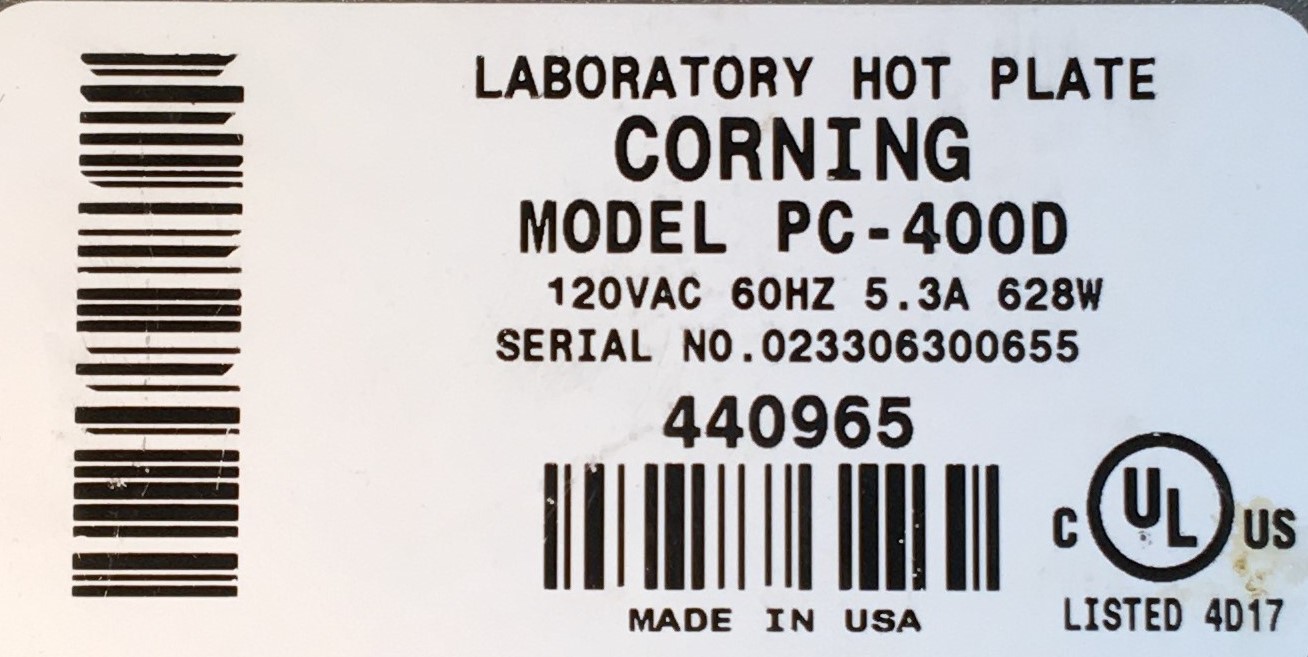 LABORATORY HOT PLATE
CORNING
MODEL PC-400D
120VAC 60HZ 5.3A 628W
SERIAL NO.023306300655
440965
C UL US
MADE IN USA
LISTED 4D17